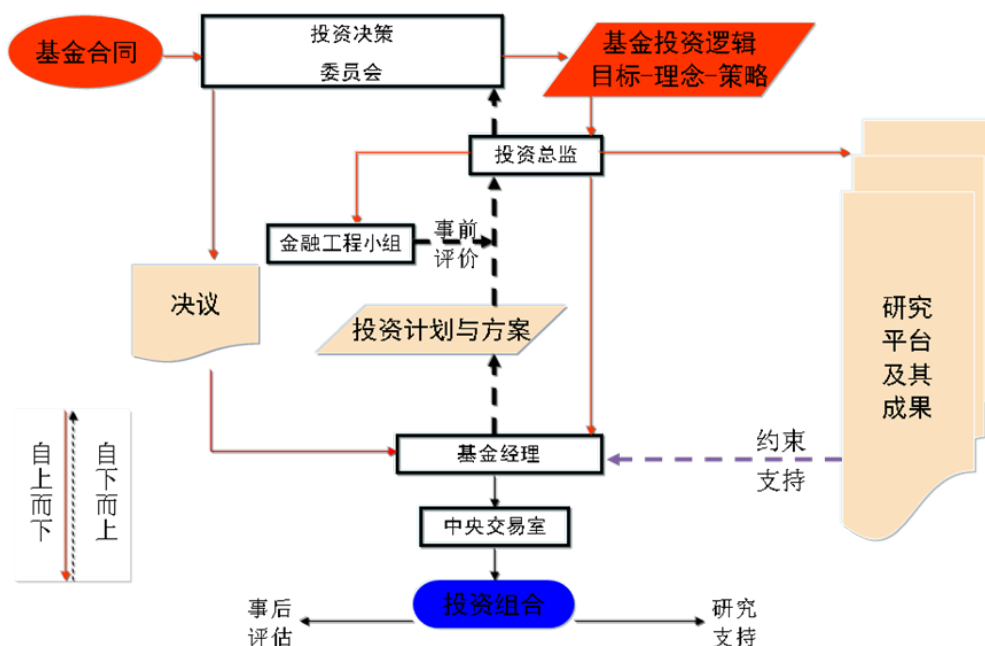 基金合同
投资决策
委员会
基金投资逻辑
目标-理念-策略
投资总监
金融工程小组
事前
评价
决议
投资计划与方案
研究
平台
及其
成果
自上而下
自下而上
基金经理
约束
支持
中央交易室
投资组合
事后
评估
研究
支持